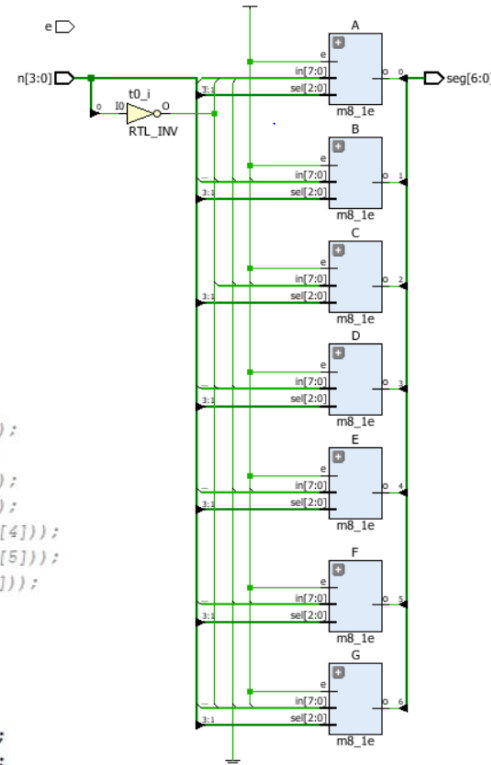 A
e
e
n[3:0]
in[7:0]
0
seg[6:0]
t0_i
3:1
sel[2:0]
0
I0
O
m8_1e
RTL_INV
B
e
in[7:0]
O
1
3:1
sel[2:0]
m8_1e
C
e
in[7:0]
O
2
3:1
sel[2:0]
m8_1e
D
e
in[7:0]
O
3
3:1
sel[2:0]
m8_1e
);
E
e
);
in[7:0]
O
4
);
3:1
sel[2:0]
[4]));
m8_1e
[5]));
F
]));
e
in[7:0]
O
5
3:1
sel[2:0]
m8_1e
G
e
in[7:0]
O
6
3:1
sel[2:0]
;
m8_1e
;